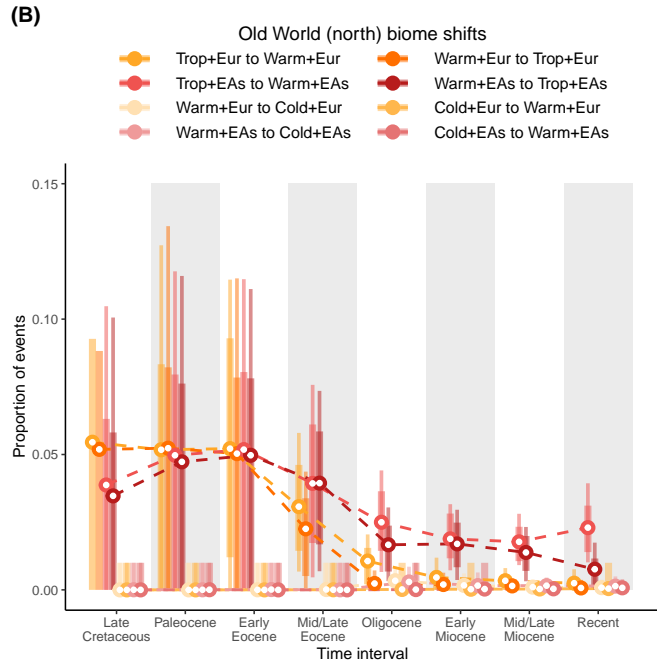 (B)
Old World (north) biome shifts
Trop+Eur to Warm+Eur
Warm+Eur to Trop+Eur
Trop+EAs to Warm+EAs
Warm+EAs to Trop+EAs
Warm+Eur to Cold+Eur
Cold+Eur to Warm+Eur
Warm+EAs to Cold+EAs
Cold+EAs to Warm+EAs
0.15
0.10
0.05
0.00
Proportion of events
Late
Cretaceous
Paleocene
Early
Eocene
Mid/Late
Eocene
Oligocene
Early
Miocene
Mid/Late
Miocene
Recent
Time interval